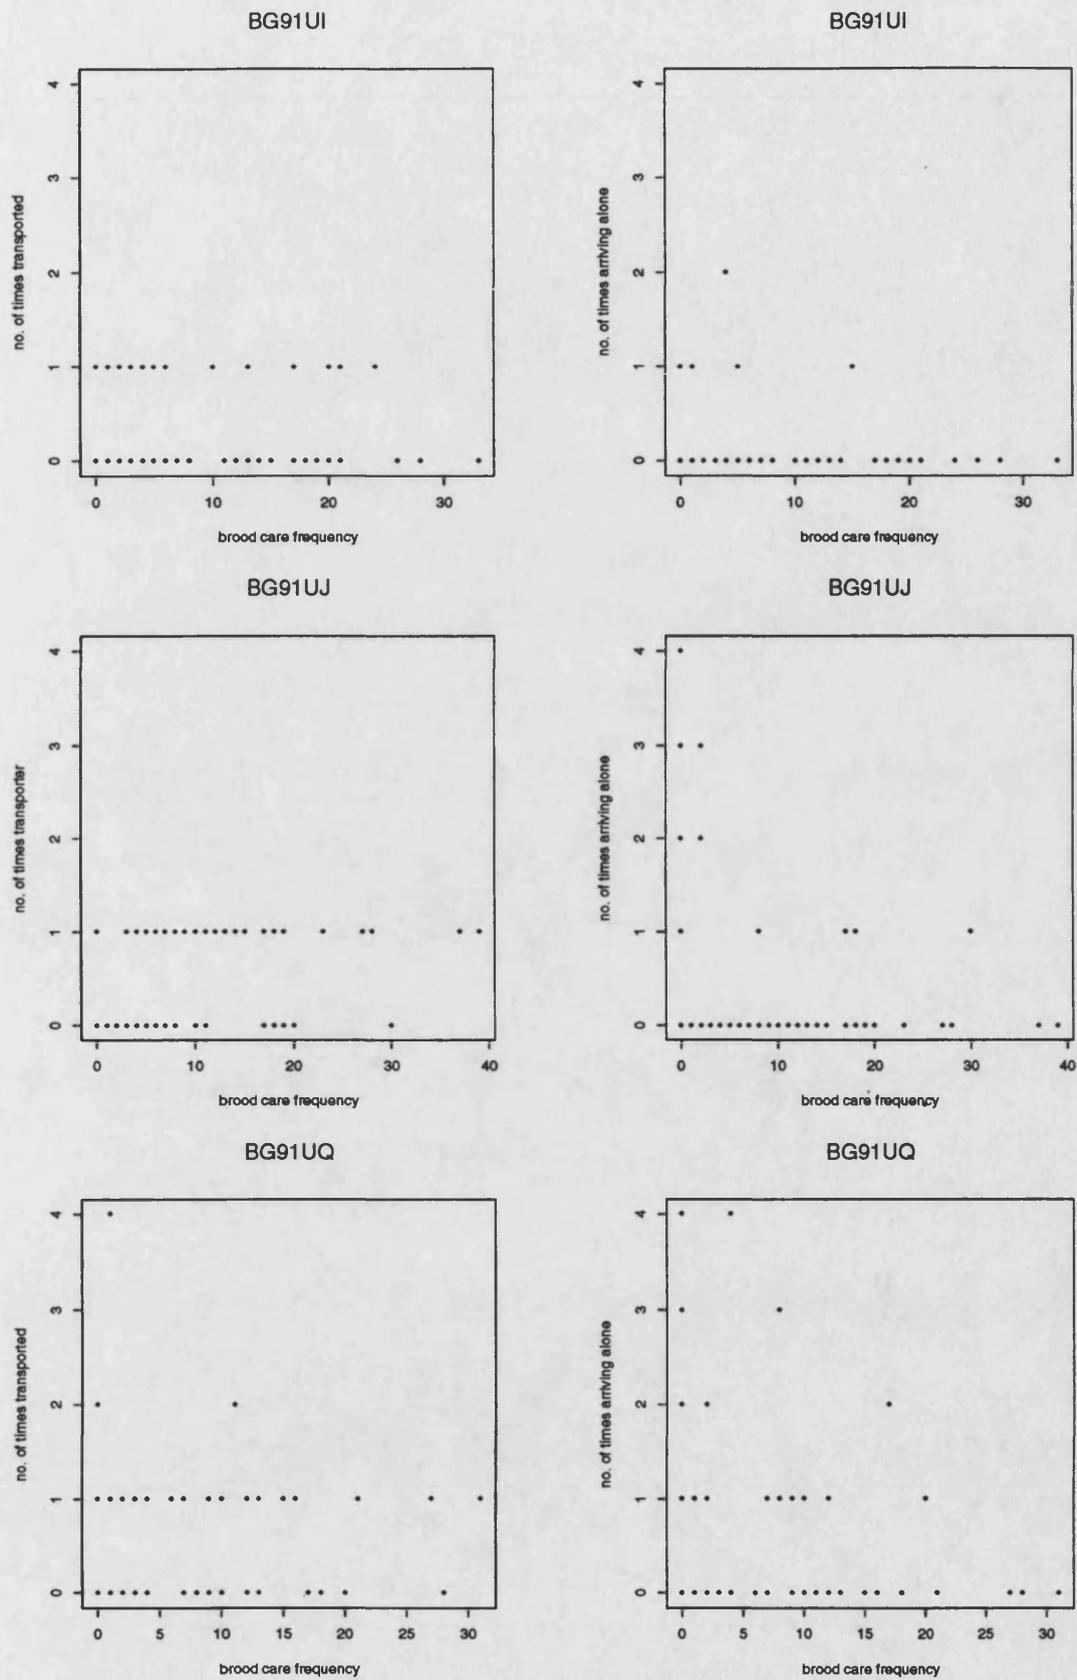 BG91UI
4
3
2
1
0
no. of times transported
0 10 20 30
brood care frequency
BG91UI
4
3
2
1
0
no. of times arriving alone
0 10 20 30
brood care frequency
BG91UJ
4
3
2
1
0
no. of times transporter
0 10 20 30 40
brood care frequency
BG91UJ
4
3
2
1
0
no. of times arriving alone
0 10 20 30 40
brood care frequency
BG91UQ
4
3
2
1
0
no. of times transported
0 5 10 15 20 25 30
brood care frequency
BG91UQ
4
3
2
1
0
no. of times arriving alone
0 5 10 15 20 25 30
brood care frequency